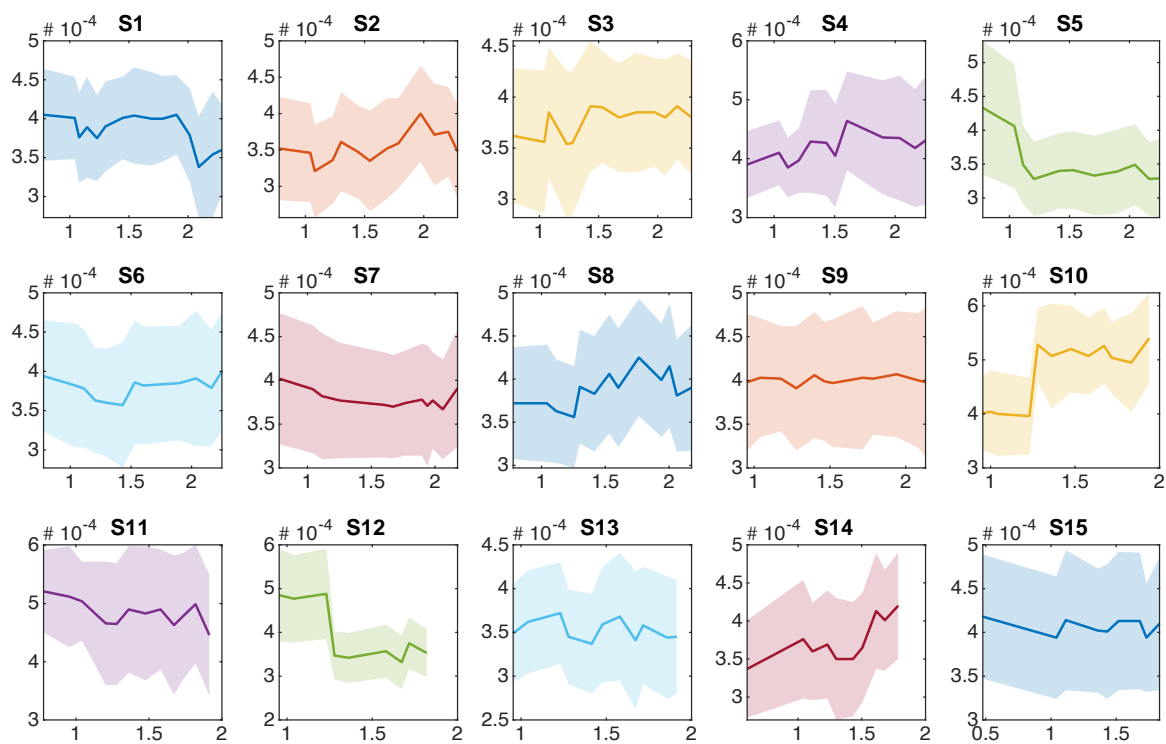 # 10^-4 S1 # 10^-4 S2 # 10^-4 S3 # 10^-4 S4 # 10^-4 S5
5 5 4.5 6 5
4.5 4.5 4 5 4.5
4 4 3.5 4 4
3.5 3.5 3 3 3.5
3 3 3
1 1.5 2 1 1.5 2 1 1.5 2 1 1.5 2 1 1.5 2
# 10^-4 S6 # 10^-4 S7 # 10^-4 S8 # 10^-4 S9 # 10^-4 S10
5 5 5 5 6
4.5 4.5 4.5 4.5 5
4 4 4 4 4
3.5 3.5 3.5 3.5 3
3 3 3 3
1 1.5 2 1 1.5 2 1 1.5 2 1 1.5 2 1 1.5 2
# 10^-4 S11 # 10^-4 S12 # 10^-4 S13 # 10^-4 S14 # 10^-4 S15
6 6 4.5 5 5
5 5 4 4.5 4.5
4 4 3.5 4 4
3 3 3 3.5 3.5
2 2.5 3 3
1 1.5 2 1 1.5 2 1 1.5 2 1 1.5 2 0.5 1 1.5